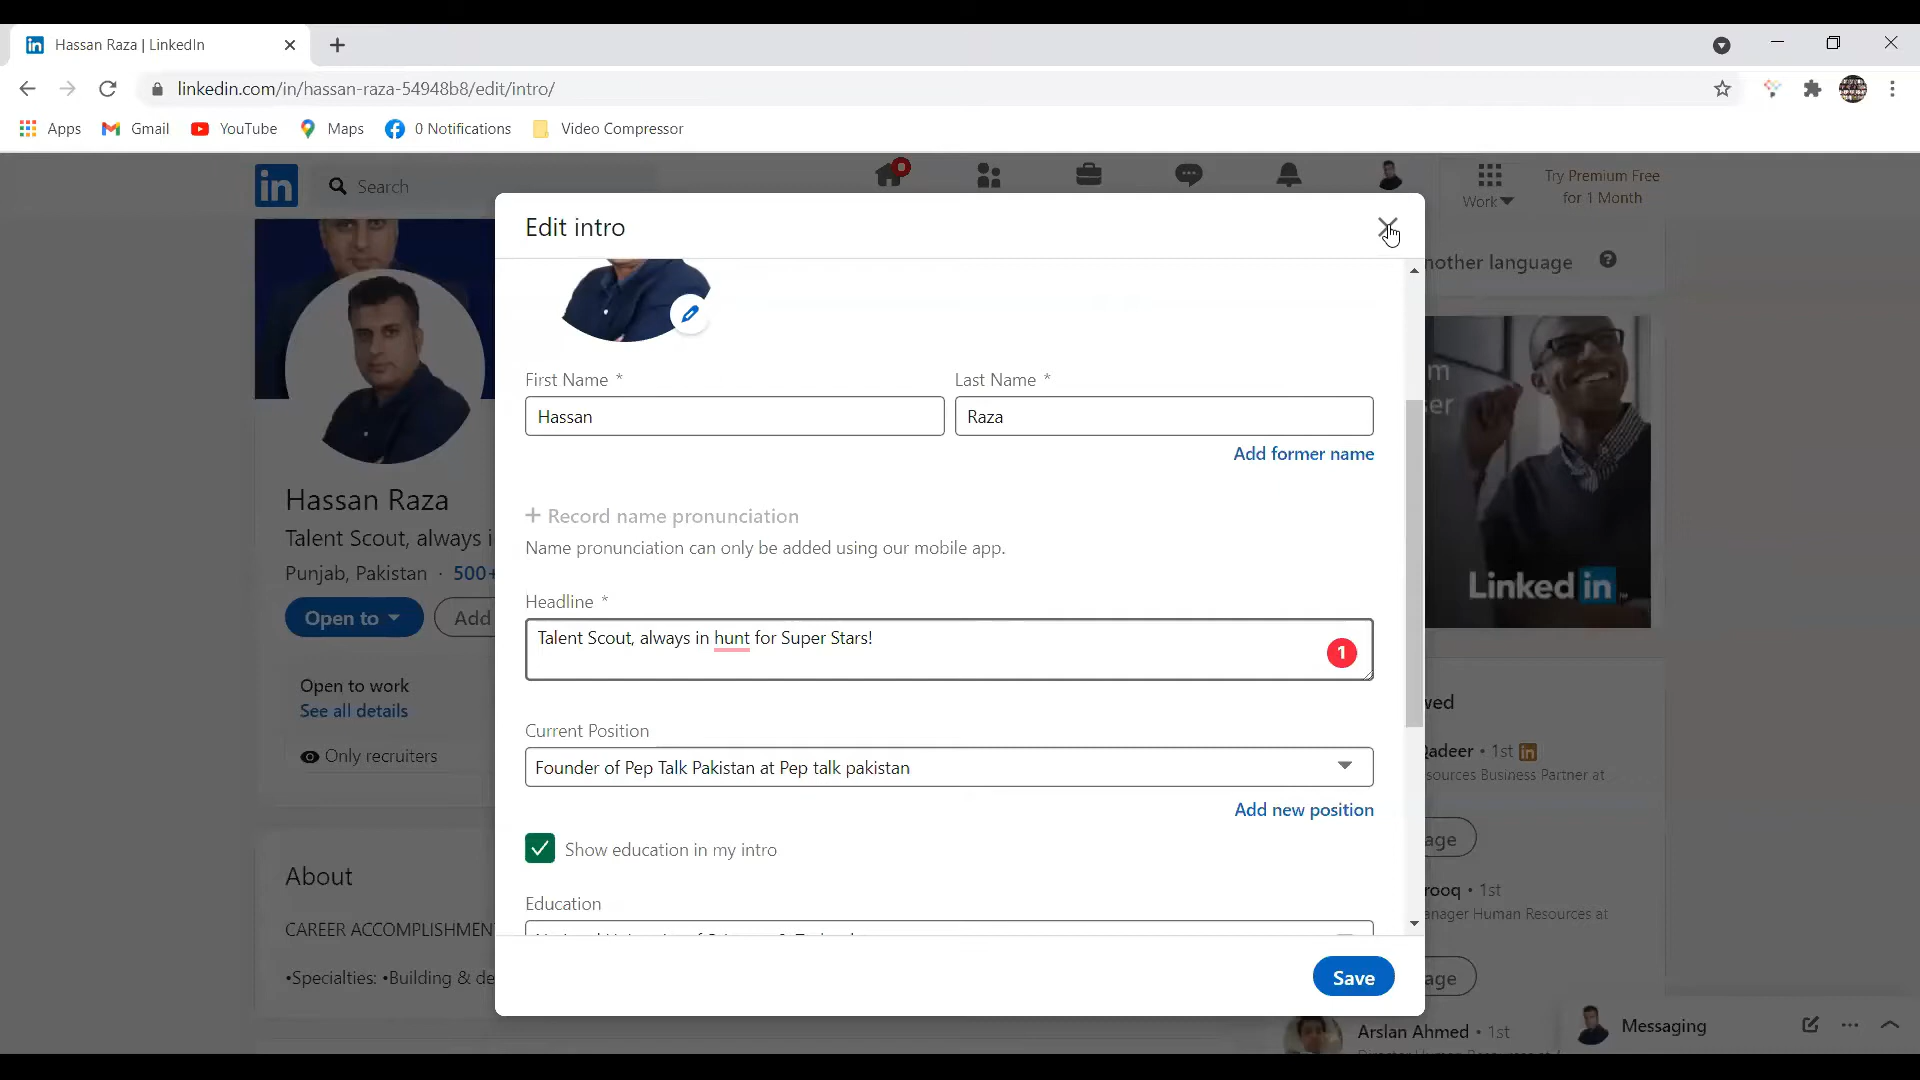 Hassan Raza | LinkedIn
linkedin.com/in/hassan-raza-54948b8/edit/intro/
Apps Gmail YouTube Maps 0 Notifications Video Compressor
in Search Work Try Premium Free
for 1 Month
Edit intro
another language
First Name * Last Name *
Hassan Raza
Add former name
Hassan Raza
+ Record name pronunciation
Talent Scout, always i
Name pronunciation can only be added using our mobile app.
Punjab, Pakistan · 500+
Linked in
Headline *
Open to Add
Talent Scout, always in hunt for Super Stars! 1
Open to work
See all details
Only recruiters
Current Position
Founder of Pep Talk Pakistan at Pep talk pakistan
Qadeer • 1st in
sources Business Partner at
Add new position
Show education in my intro
About
Education
rooq • 1st
anager Human Resources at
CAREER ACCOMPLISHMEN
•Specialties: •Building & de
Save
Arslan Ahmed • 1st
Messaging